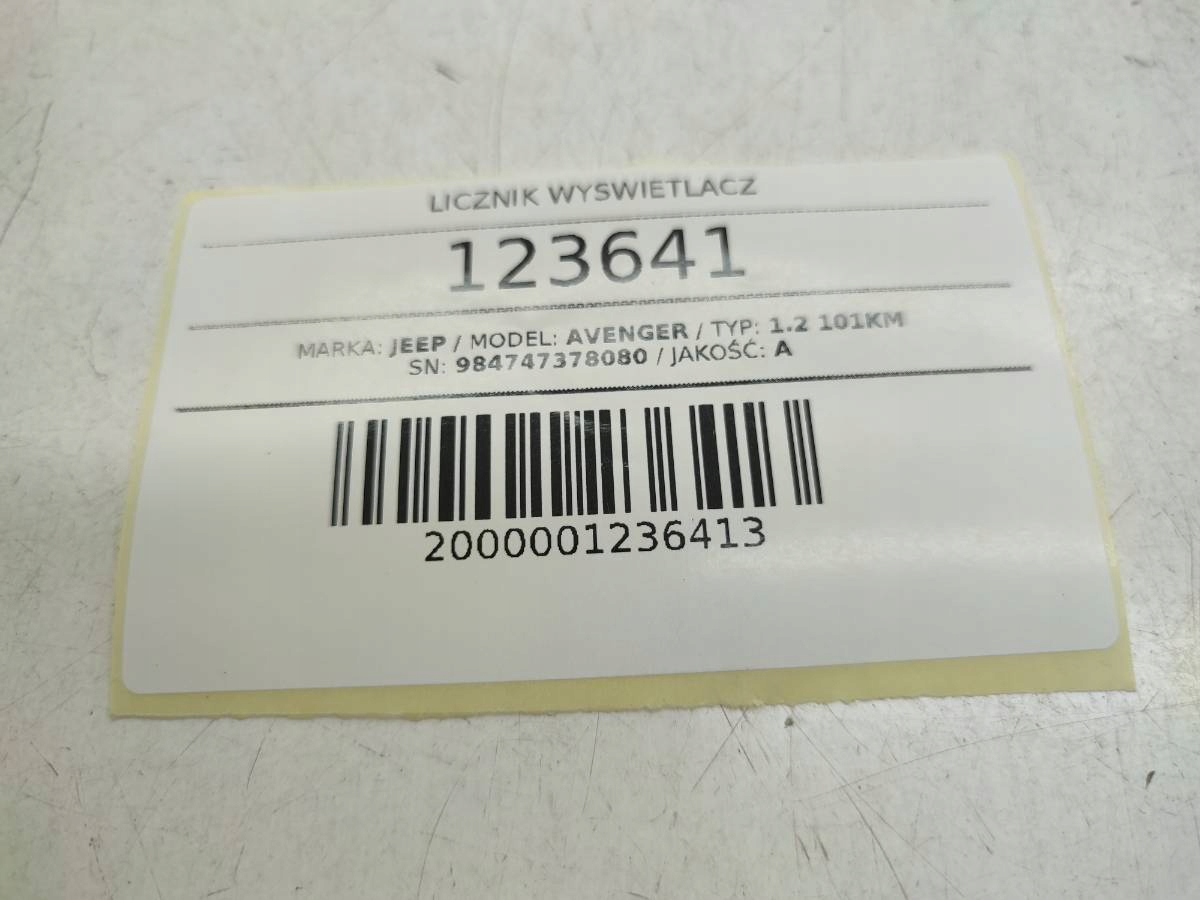 LICZNIK WYSWIETLACZ
123641
MARKA: JEEP / MODEL: AVENGER / TYP: 1.2 101KM
SN: 984747378080 / JAKOŚĆ: A
2000001236413